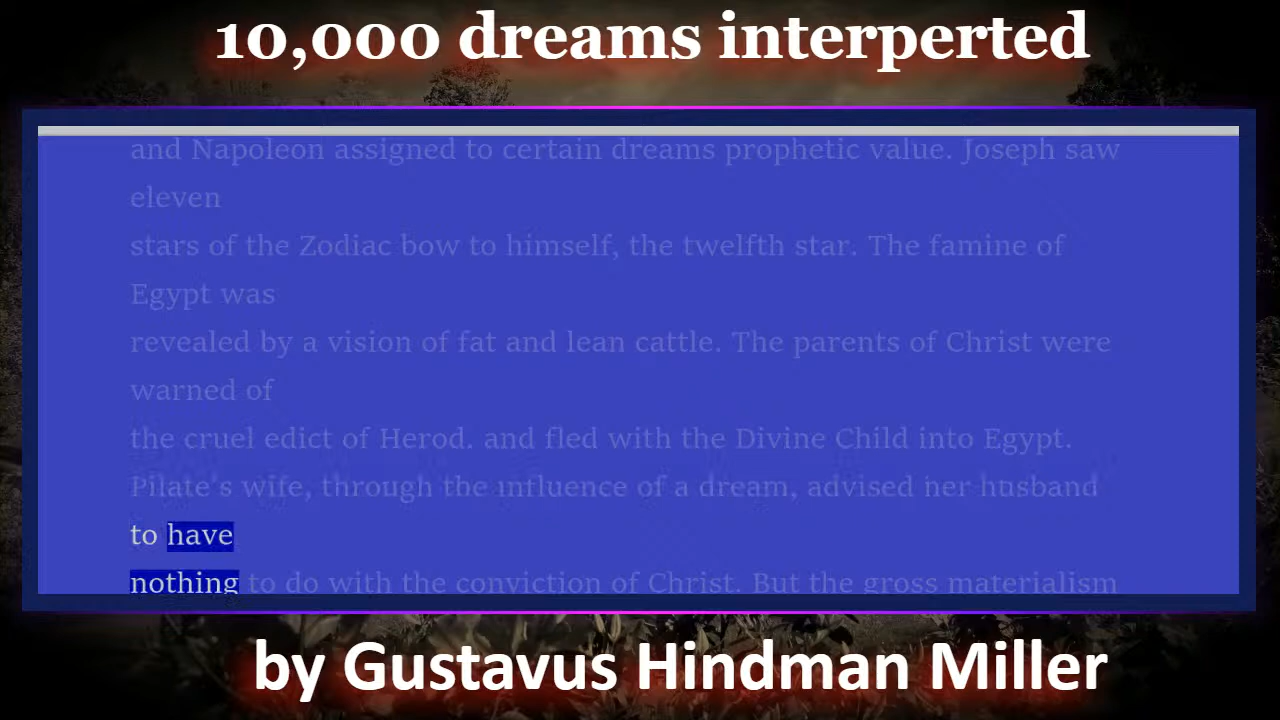 10,000 dreams interperted
and Napoleon assigned to certain dreams prophetic value. Joseph saw
eleven
stars of the Zodiac bow to himself, the twelfth star. The famine of
Egypt was
revealed by a vision of fat and lean cattle. The parents of Christ were
warned of
the cruel edict of Herod. and fled with the Divine Child into Egypt.
Pilate's wife, through the influence of a dream, advised her husband
to have
nothing to do with the conviction of Christ. But the gross materialism
by Gustavus Hindman Miller